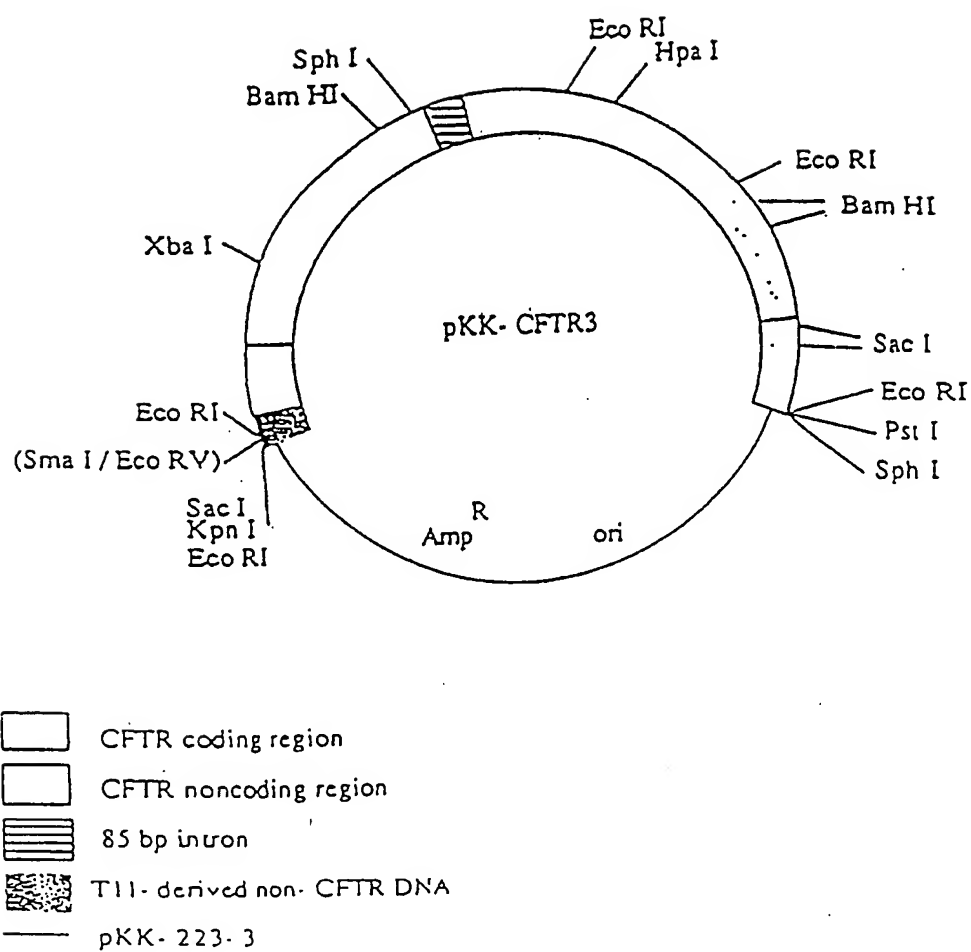 Eco RI
Hpa I
Sph I
Bam HI
Eco RI
Bam HI
Xba I
pKK- CFTR3
Sac I
Eco RI
Eco RI
Pst I
(Sma I / Eco RV)
Sph I
Sac I
Kpn I
Eco RI
Amp R
ori
CFTR coding region
CFTR noncoding region
85 bp intron
T11- derived non- CFTR DNA
pKK- 223- 3